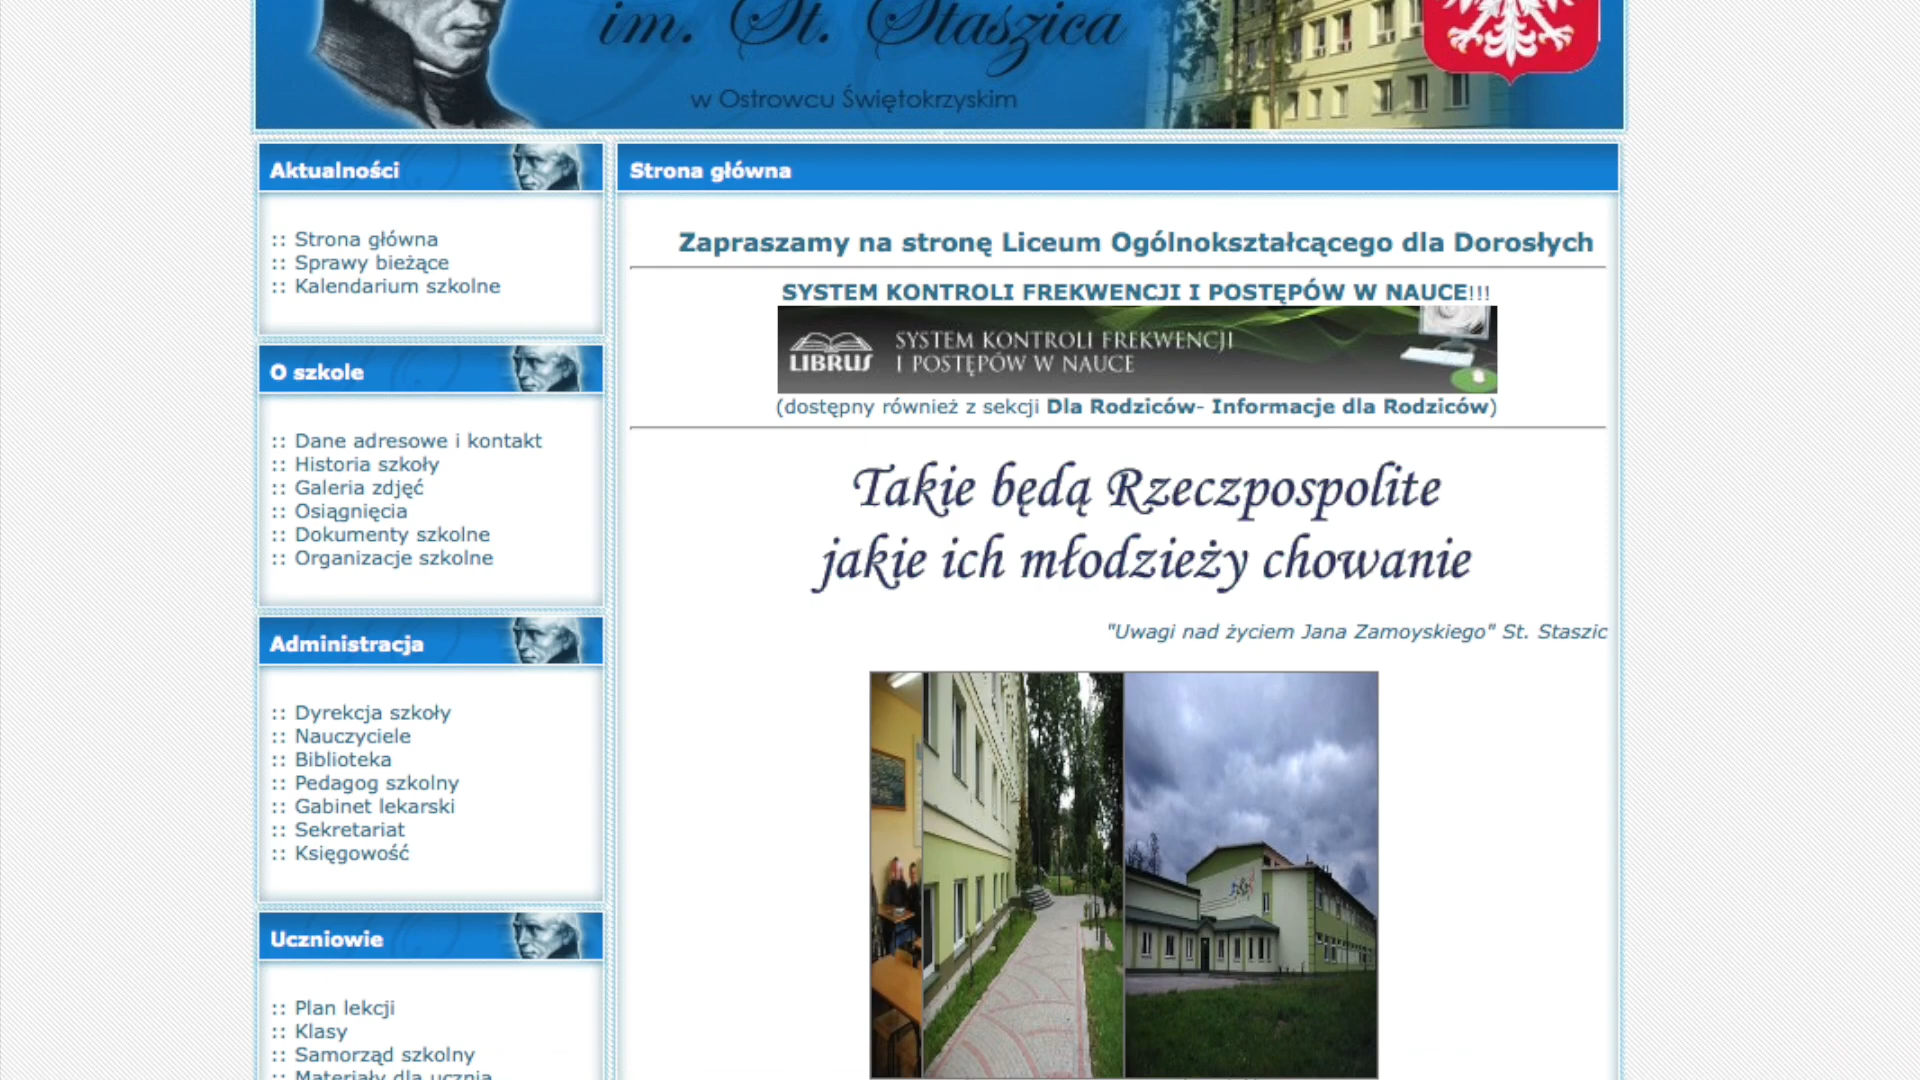 im. St. Staszica
w Ostrowcu Świętokrzyskim
Aktualności
:: Strona główna
:: Sprawy bieżące
:: Kalendarium szkolne
O szkole
:: Dane adresowe i kontakt
:: Historia szkoły
:: Galeria zdjęć
:: Osiągnięcia
:: Dokumenty szkolne
:: Organizacje szkolne
Administracja
:: Dyrekcja szkoły
:: Nauczyciele
:: Biblioteka
:: Pedagog szkolny
:: Gabinet lekarski
:: Sekretariat
:: Księgowość
Uczniowie
:: Plan lekcji
:: Klasy
:: Samorząd szkolny
:: Materiały dla ucznia
Strona główna
Zapraszamy na stronę Liceum Ogólnokształcącego dla Dorosłych
SYSTEM KONTROLI FREKWENCJI I POSTĘPÓW W NAUCE!!!
LIBRUS
SYSTEM KONTROLI FREKWENCJI
I POSTĘPÓW W NAUCE
(dostępny również z sekcji Dla Rodziców- Informacje dla Rodziców)
Takie będą Rzeczpospolite
jakie ich młodzieży chowanie
"Uwagi nad życiem Jana Zamoyskiego" St. Staszic